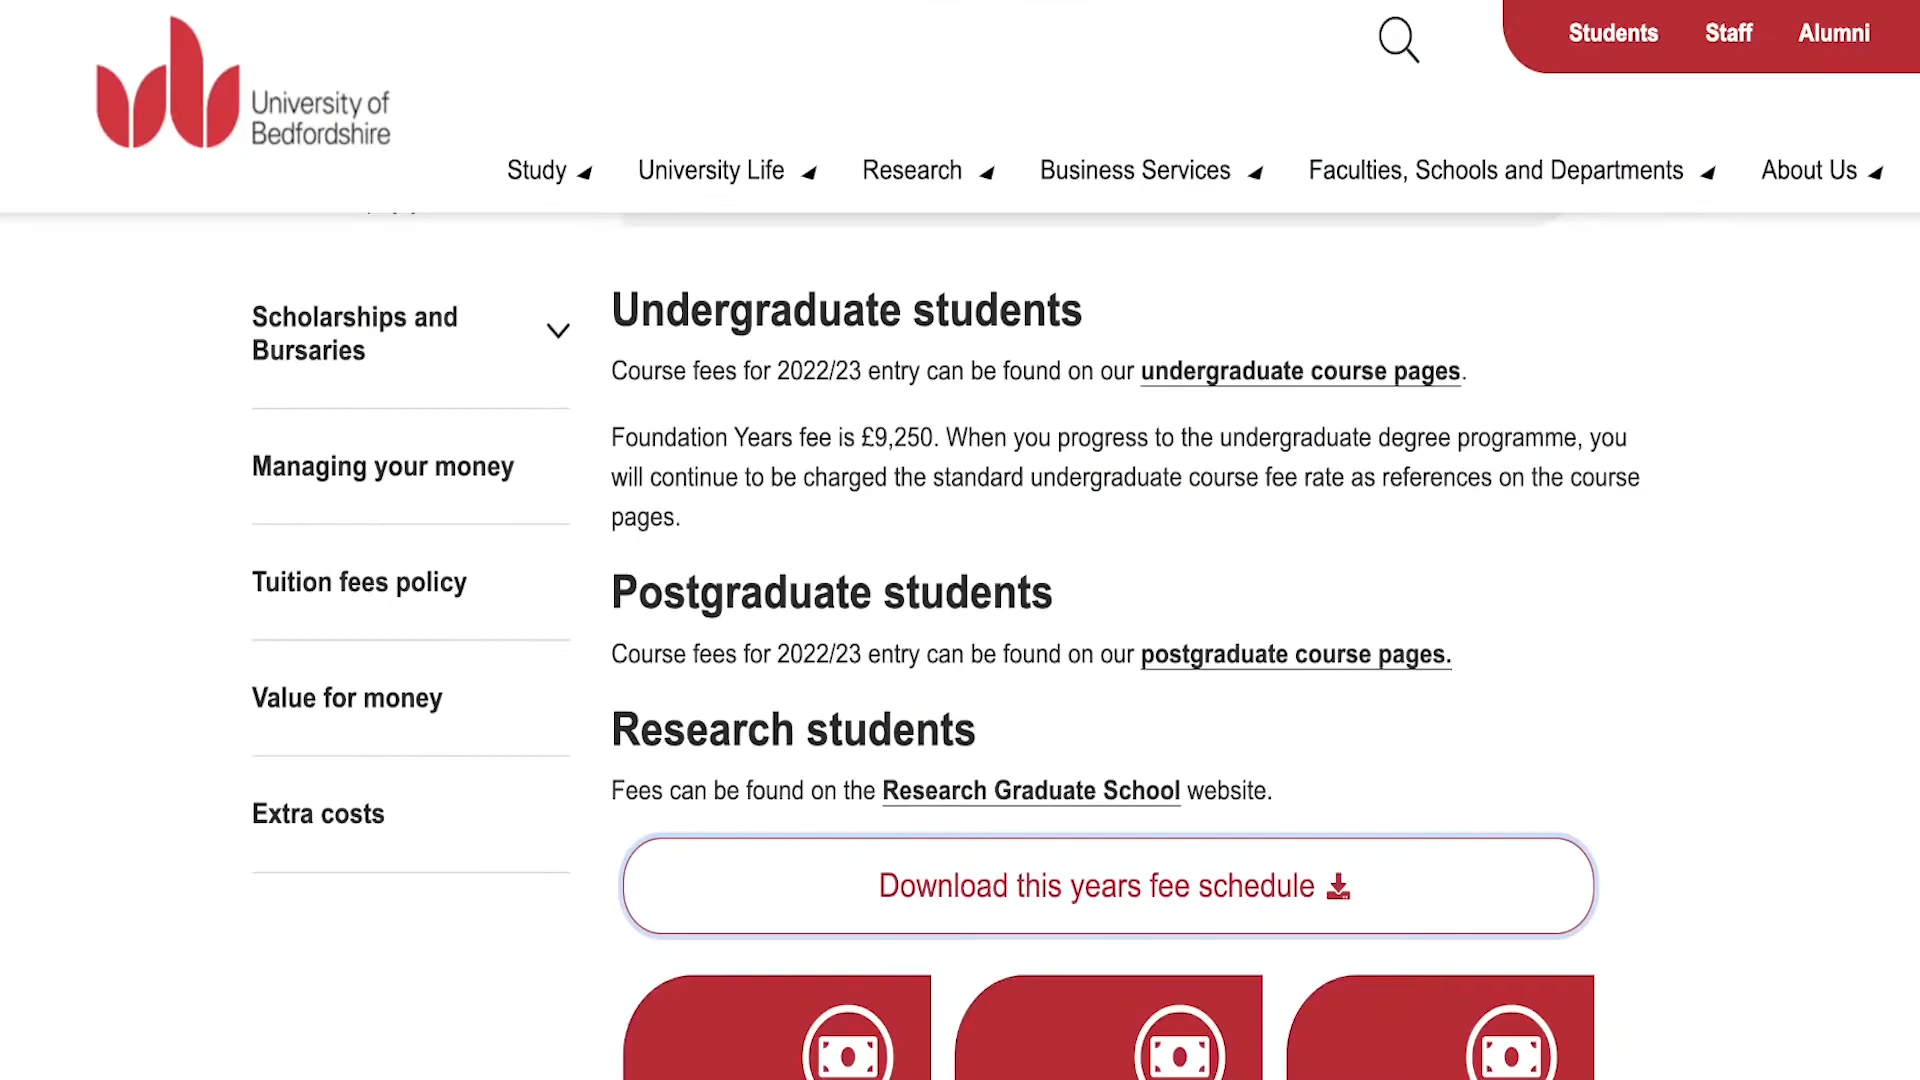 Students Staff Alumni
University of
Bedfordshire
Study University Life Research Business Services Faculties, Schools and Departments About Us
Scholarships and
Bursaries
Managing your money
Tuition fees policy
Value for money
Extra costs
Undergraduate students
Course fees for 2022/23 entry can be found on our undergraduate course pages.
Foundation Years fee is £9,250. When you progress to the undergraduate degree programme, you
will continue to be charged the standard undergraduate course fee rate as references on the course
pages.
Postgraduate students
Course fees for 2022/23 entry can be found on our postgraduate course pages.
Research students
Fees can be found on the Research Graduate School website.
Download this years fee schedule